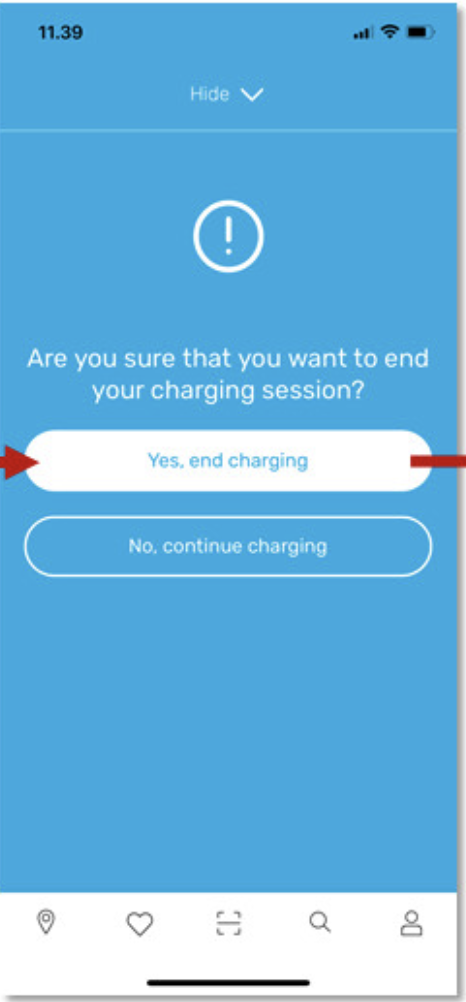 11.39
Hide
Are you sure that you want to end
your charging session?
Yes, end charging
No, continue charging